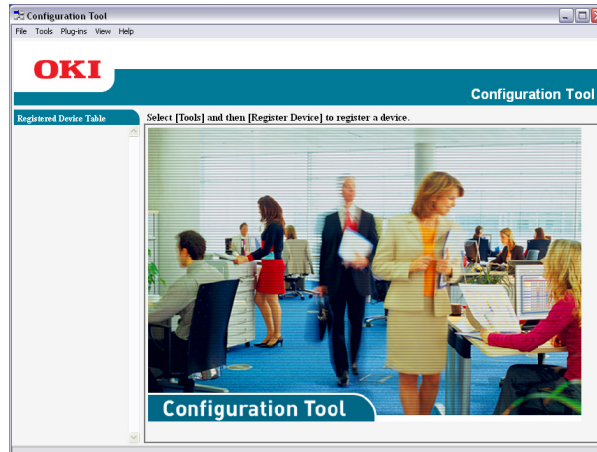 Configuration Tool
File Tools Plug-ins View Help
OKI
Configuration Tool
Registered Device Table
Select [Tools] and then [Register Device] to register a device.
Configuration Tool